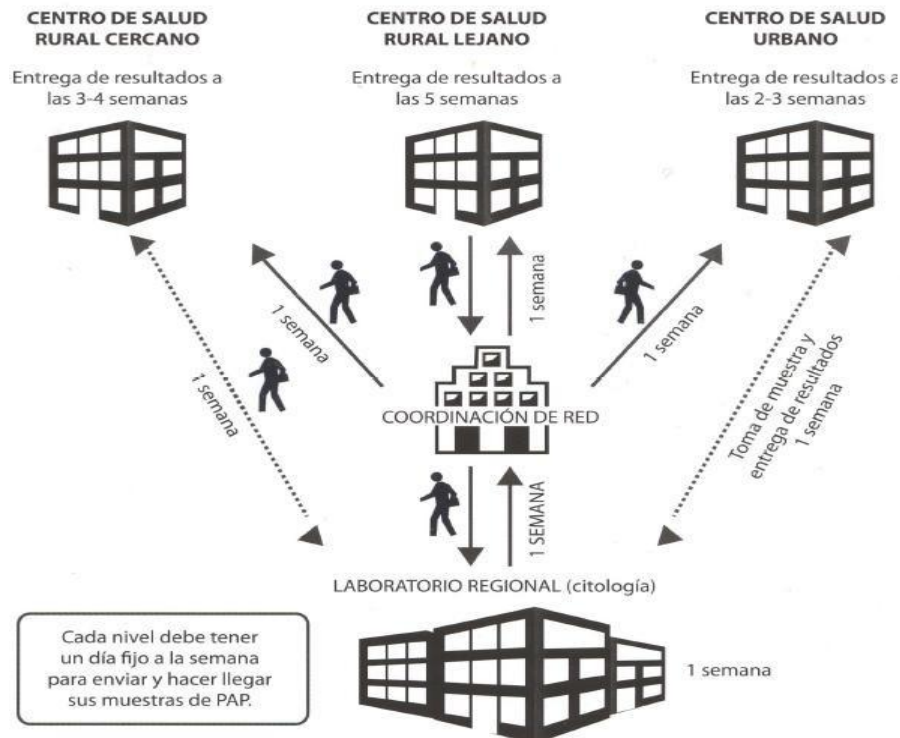 CENTRO DE SALUD
RURAL CERCANO
Entrega de resultados a
las 3-4 semanas
CENTRO DE SALUD
RURAL LEJANO
Entrega de resultados a
las 5 semanas
CENTRO DE SALUD
URBANO
Entrega de resultados a
las 2-3 semanas
1 semana
1 semana
1 semana
1 semana
Toma de muestra y
entrega de resultados
1 semana
COORDINACIÓN DE RED
1 SEMANA
LABORATORIO REGIONAL (citología)
1 semana
Cada nivel debe tener
un día fijo a la semana
para enviar y hacer llegar
sus muestras de PAP.